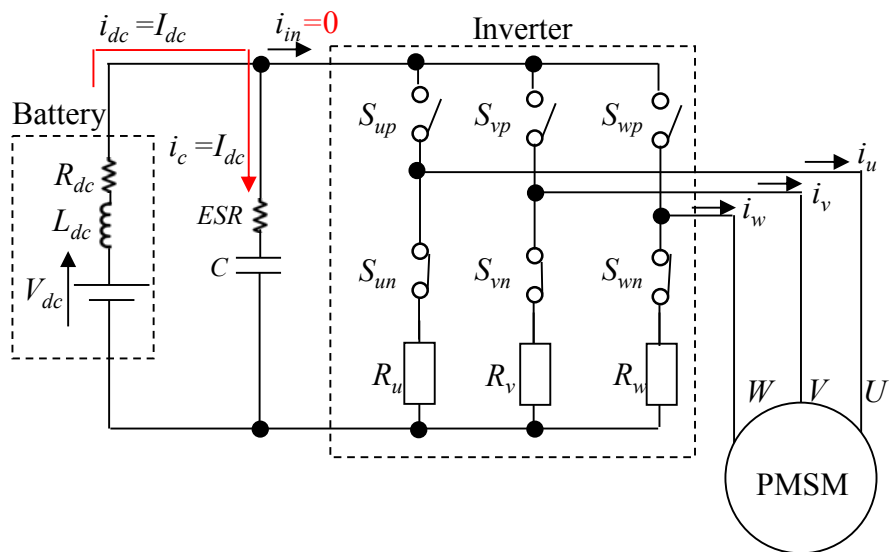 i_dc =I_dc
i_in=0
Inverter
Battery
S_up
S_vp
S_wp
i_c =I_dc
R_dc
i_u
ESR
i_v
L_dc
i_w
C
S_un
S_vn
S_wn
V_dc
R_u
R_v
R_w
W
V
U
PMSM